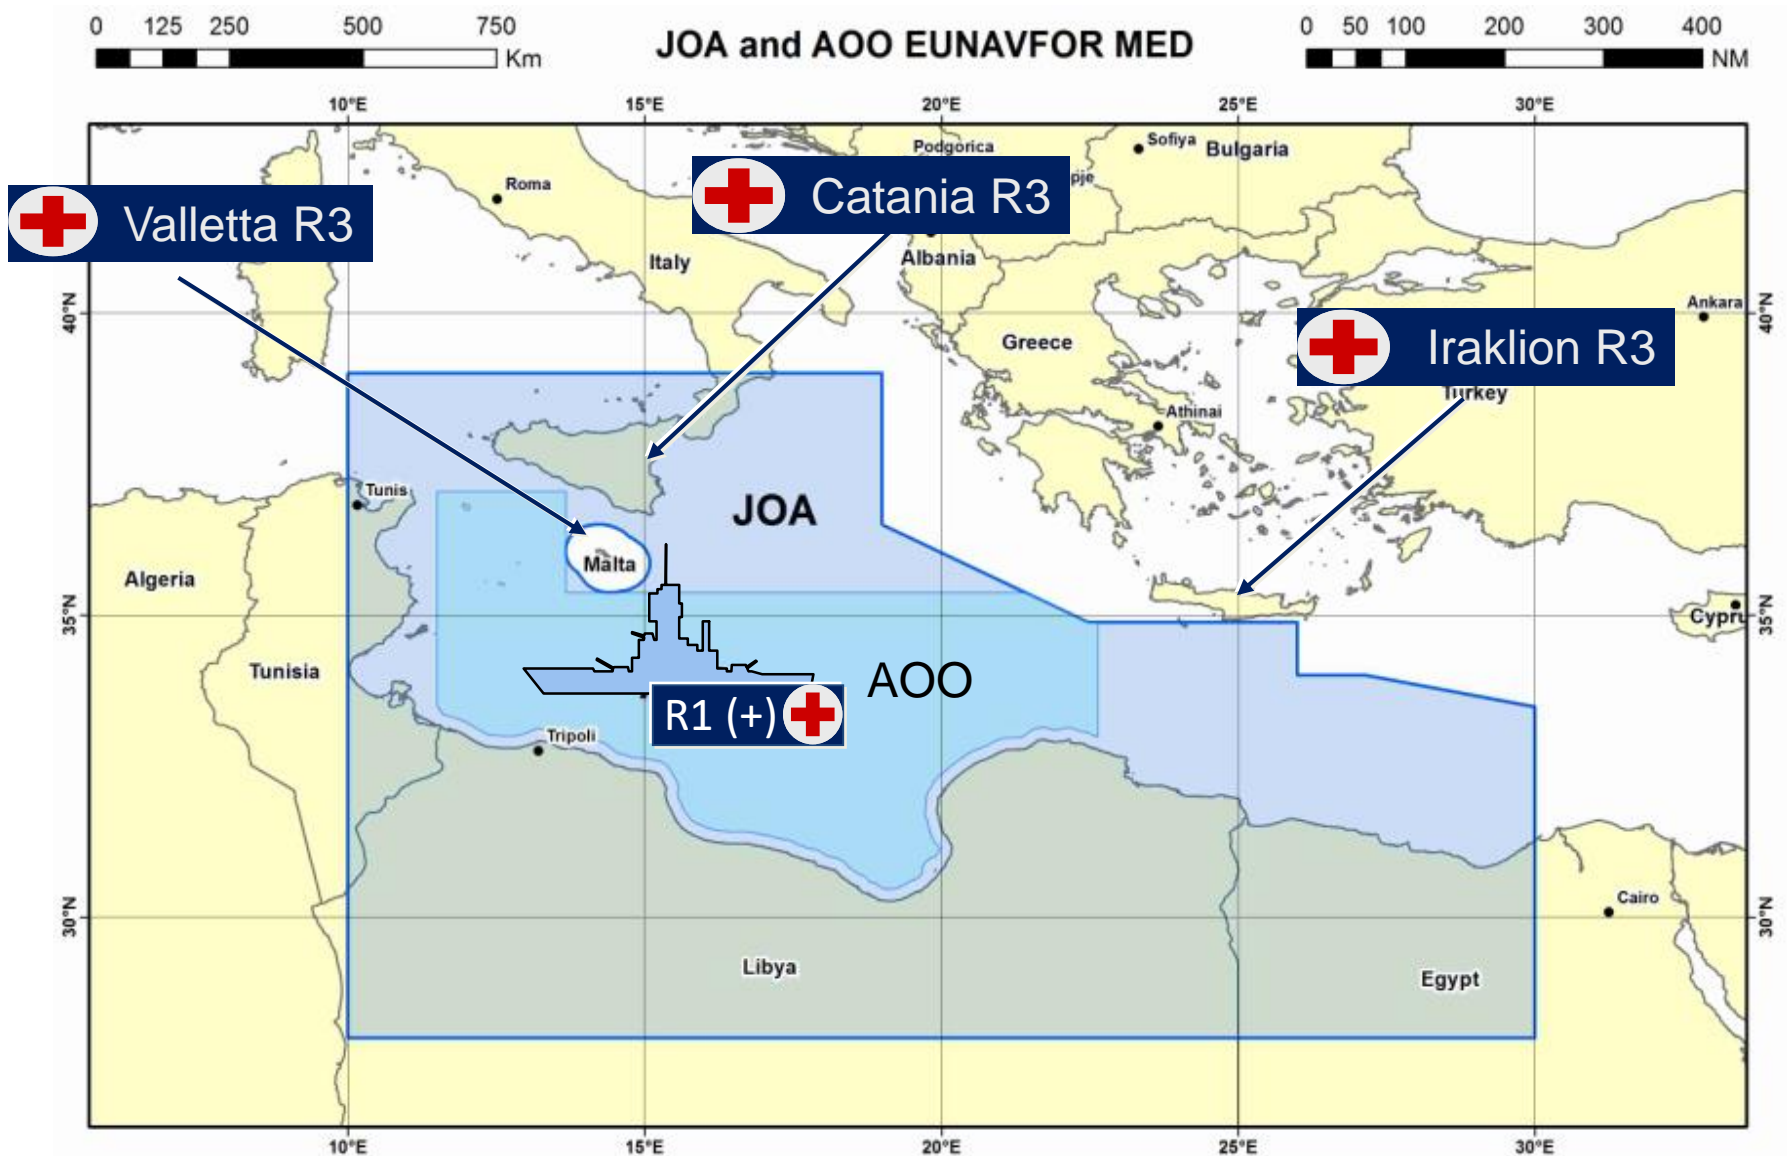 0 125 250 500 750
Km
JOA and AOO EUNAVFOR MED
0 50 100 200 300 400
NM
10°E 15°E 20°E 25°E 30°E
Podgorica
Sofiya
Bulgaria
pje
Roma
Catania R3
Valletta R3
Italy
Albania
40°N
Ankara
40°N
Greece
Iraklion R3
Turkey
Athinai
Tunis
JOA
Malta
Algeria
35°N
Cypru
35°N
Tunisia
AOO
R1 (+)
Tripoli
30°N
Cairo
30°N
Libya
Egypt
10°E 15°E 20°E 25°E 30°E